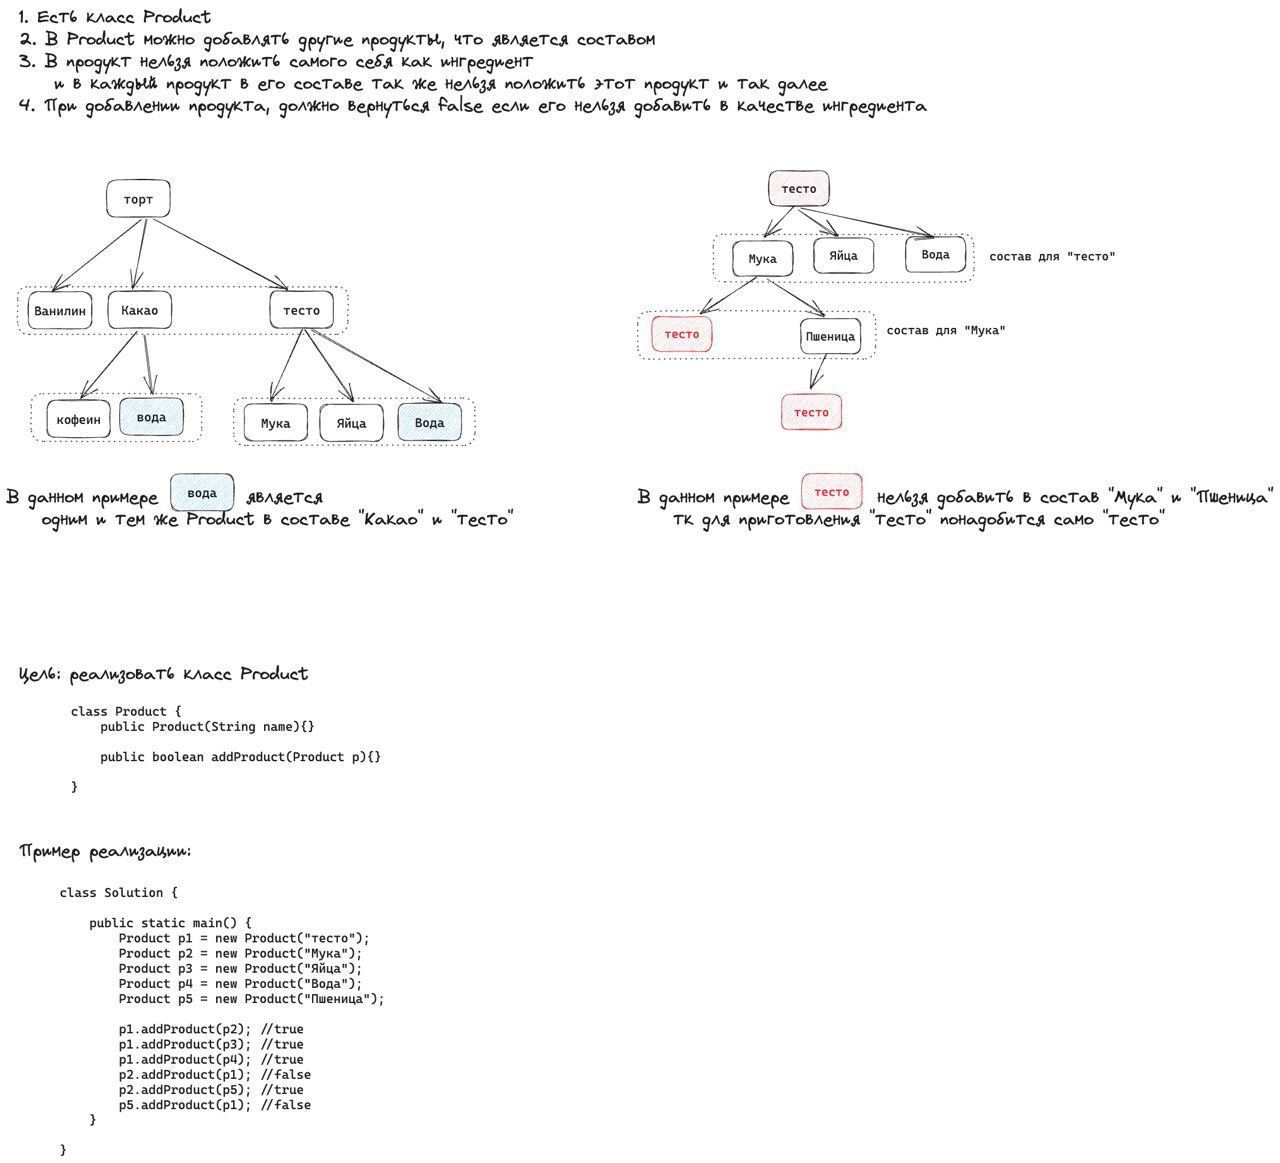 1. Есть класс Product
2. В Product можно добавлять другие продукты, что является составом
3. В продукт нельзя положить самого себя как ингредиент
и в каждый продукт в его составе так же нельзя положить этот продукт и так далее
4. При добавлении продукта, должно вернуться false если его нельзя добавить в качестве ингредиента
торт
Ванилин
Какао
тесто
кофеин
вода
Мука
Яйца
Вода
В данном примере вода является
одним и тем же Product в составе "Какао" и "тесто"
тесто
Мука
Яйца
Вода
состав для "тесто"
тесто
Пшеница
состав для "Мука"
тесто
В данном примере тесто нельзя добавить в состав "Мука" и "Пшеница"
тк для приготовления "тесто" понадобится само "тесто"
Цель: реализовать класс Product
class Product {
public Product(String name){}
public boolean addProduct(Product p){}
}
Пример реализации:
class Solution {
public static main() {
Product p1 = new Product("тесто");
Product p2 = new Product("Мука");
Product p3 = new Product("Яйца");
Product p4 = new Product("Вода");
Product p5 = new Product("Пшеница");
p1.addProduct(p2); //true
p1.addProduct(p3); //true
p1.addProduct(p4); //true
p2.addProduct(p1); //false
p2.addProduct(p5); //true
p5.addProduct(p1); //false
}
}